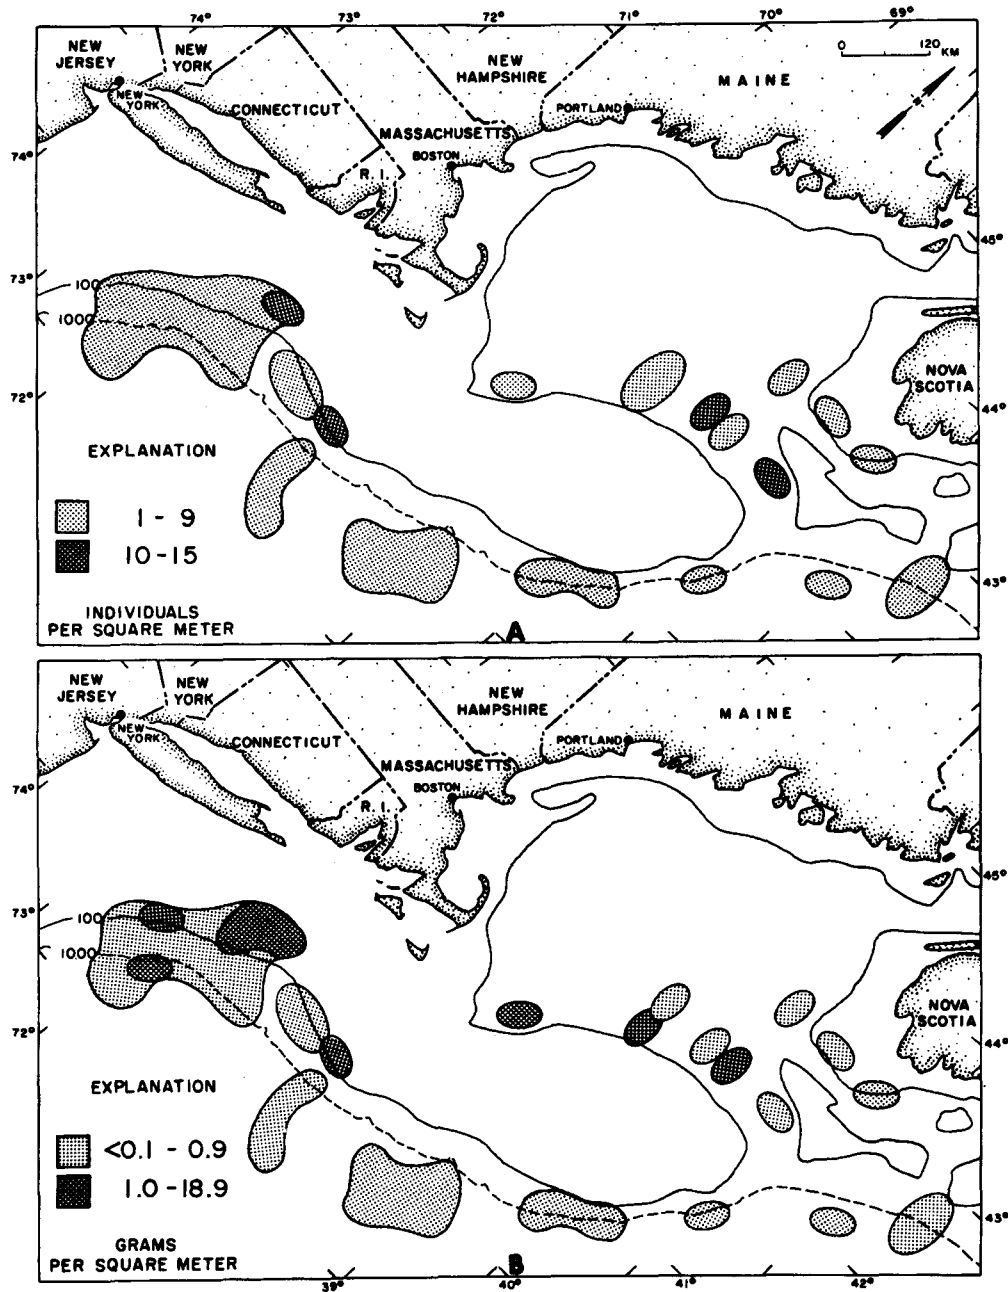 74° 73° 72° 71° 70° 69°
NEW JERSEY
NEW YORK
NEW YORK
CONNECTICUT
R. I.
MASSACHUSETTS
BOSTON
NEW HAMPSHIRE
PORTLAND
MAINE
0 120 KM
74°
73°
72°
100
1000
45°
44°
43°
NOVA SCOTIA
EXPLANATION
1 - 9
10 - 15
INDIVIDUALS
PER SQUARE METER
A
NEW JERSEY
NEW YORK
NEW YORK
CONNECTICUT
R. I.
MASSACHUSETTS
BOSTON
NEW HAMPSHIRE
PORTLAND
MAINE
74°
73°
72°
100
1000
45°
44°
43°
NOVA SCOTIA
EXPLANATION
<0.1 - 0.9
1.0 - 18.9
GRAMS
PER SQUARE METER
B
39° 40° 41° 42°